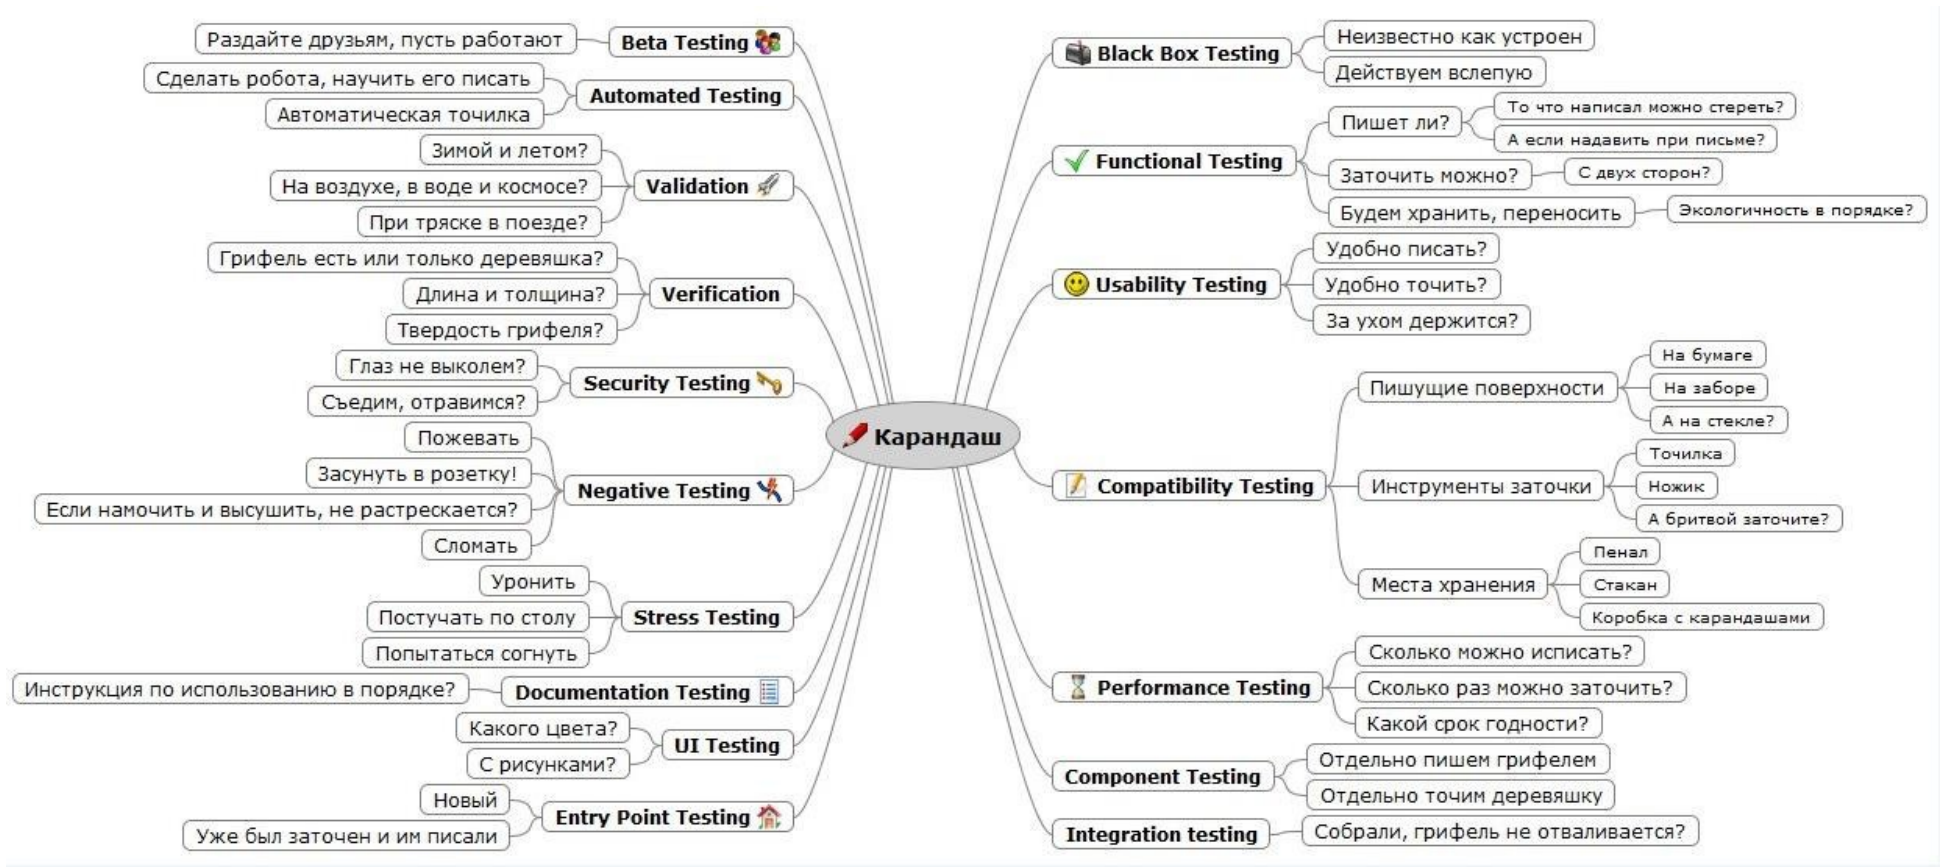 Карандаш
Beta Testing
Раздайте друзьям, пусть работают
Automated Testing
Сделать робота, научить его писать
Автоматическая точилка
Validation
Зимой и летом?
На воздухе, в воде и космосе?
При тряске в поезде?
Verification
Грифель есть или только деревяшка?
Длина и толщина?
Твердость грифеля?
Security Testing
Глаз не выколем?
Съедим, отравимся?
Negative Testing
Пожевать
Засунуть в розетку!
Если намочить и высушить, не растрескается?
Сломать
Stress Testing
Уронить
Постучать по столу
Попытаться согнуть
Documentation Testing
Инструкция по использованию в порядке?
UI Testing
Какого цвета?
С рисунками?
Entry Point Testing
Новый
Уже был заточен и им писали
Black Box Testing
Неизвестно как устроен
Действуем вслепую
Functional Testing
Пишет ли?
То что написал можно стереть?
А если надавить при письме?
Заточить можно?
С двух сторон?
Будем хранить, переносить
Экологичность в порядке?
Usability Testing
Удобно писать?
Удобно точить?
За ухом держится?
Compatibility Testing
Пишущие поверхности
На бумаге
На заборе
А на стекле?
Инструменты заточки
Точилка
Ножик
А бритвой заточите?
Места хранения
Пенал
Стакан
Коробка с карандашами
Performance Testing
Сколько можно исписать?
Сколько раз можно заточить?
Какой срок годности?
Component Testing
Отдельно пишем грифелем
Отдельно точим деревяшку
Integration testing
Собрали, грифель не отваливается?